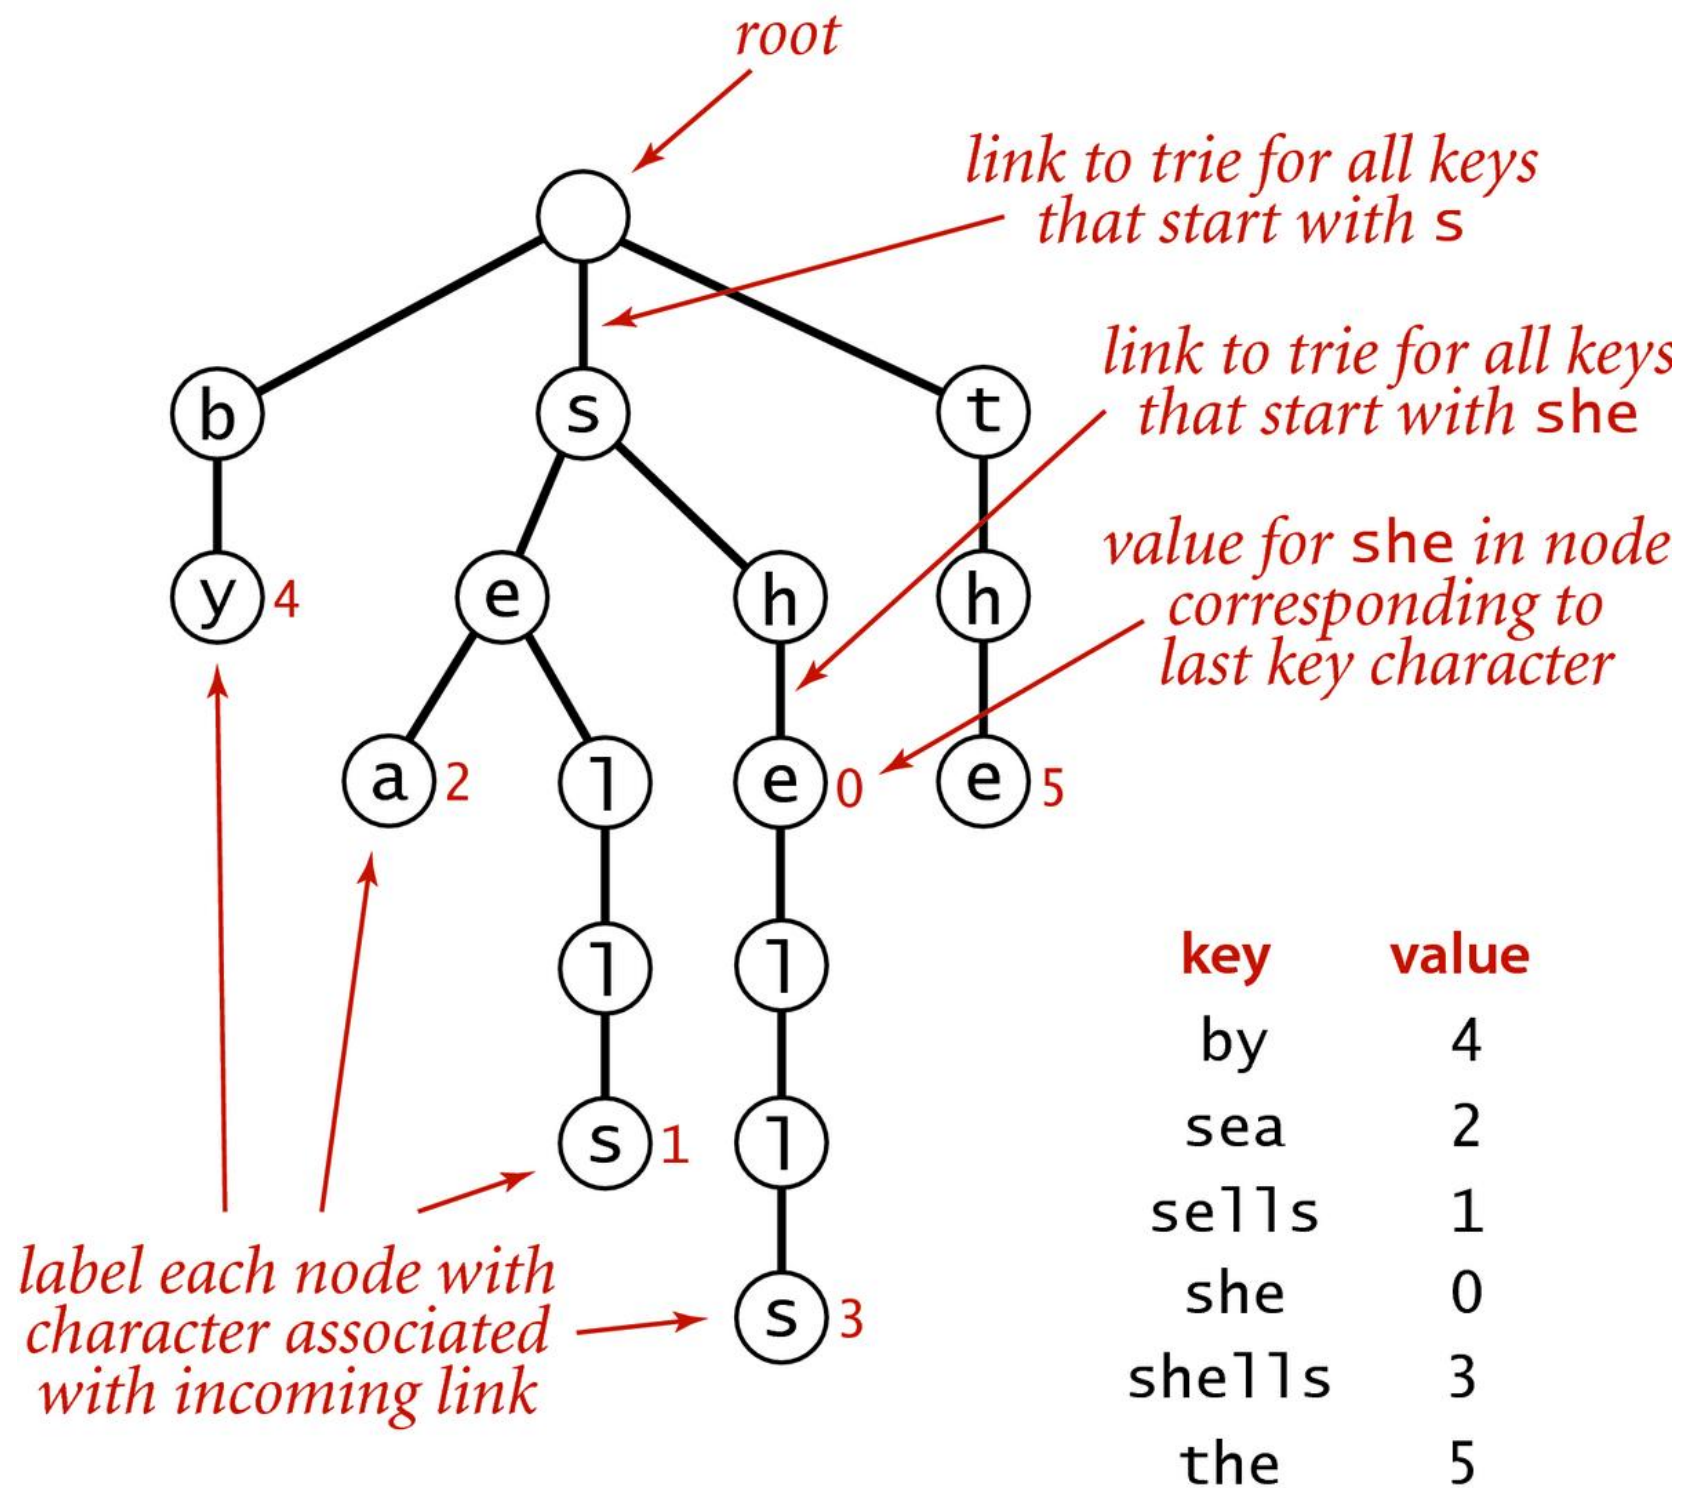 root
link to trie for all keys
that start with s
link to trie for all keys
that start with she
b
s
t
value for she in node
corresponding to
last key character
y 4
e
h
h
a 2
l
e 0
e 5
l
l
s 1
l
s 3
label each node with
character associated
with incoming link
key value
by 4
sea 2
sells 1
she 0
shells 3
the 5